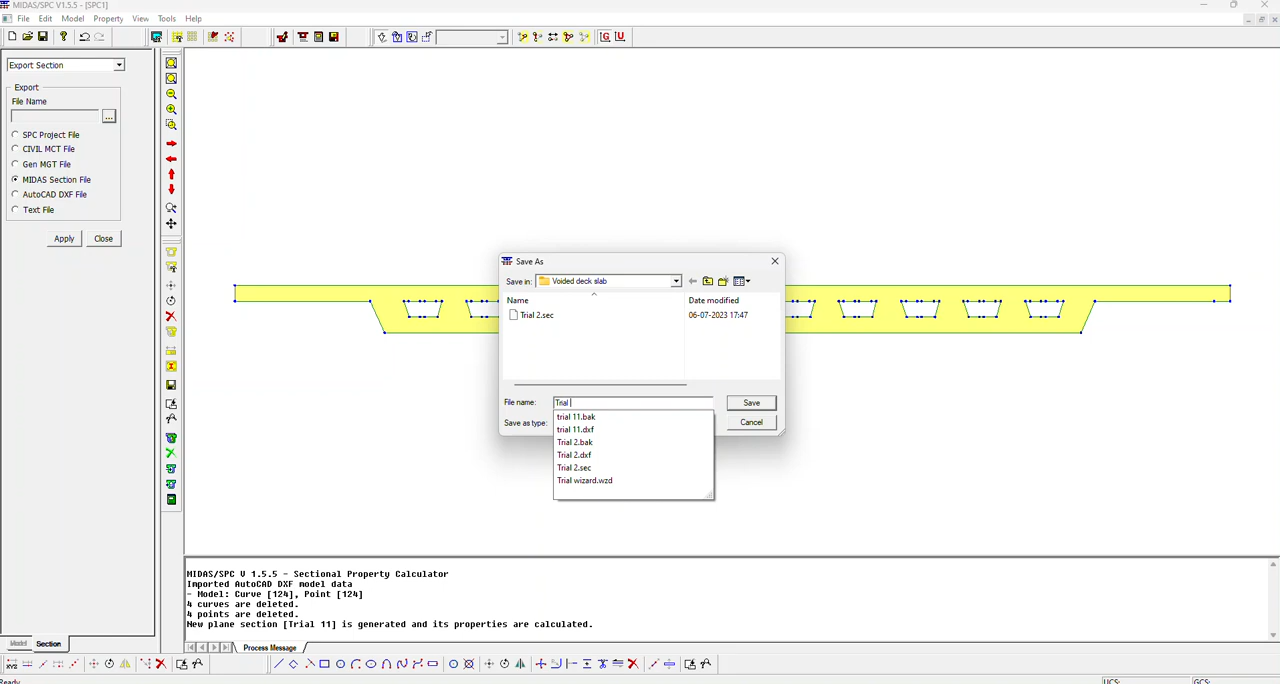 MIDAS/SPC V1.5.5 - [SPC1]
File Edit Model Property View Tools Help
Export Section
Export
File Name
...
SPC Project File
CIVIL MCT File
Gen MGT File
MIDAS Section File
AutoCAD DXF File
Text File
Apply Close
Save As
Save in: Voided deck slab
Name Date modified
Trial 2.sec 06-07-2023 17:47
File name: Trial
Save
Save as type:
Cancel
trial 11.bak
trial 11.dxf
Trial 2.bak
Trial 2.dxf
Trial 2.sec
Trial wizard.wzd
MIDAS/SPC V 1.5.5 - Sectional Property Calculator
Imported AutoCAD DXF model data
- Model: Curve [124], Point [124]
4 curves are deleted.
4 points are deleted.
New plane section [Trial 11] is generated and its properties are calculated.
Model Section
Process Message
Ready
UCS: GCS: